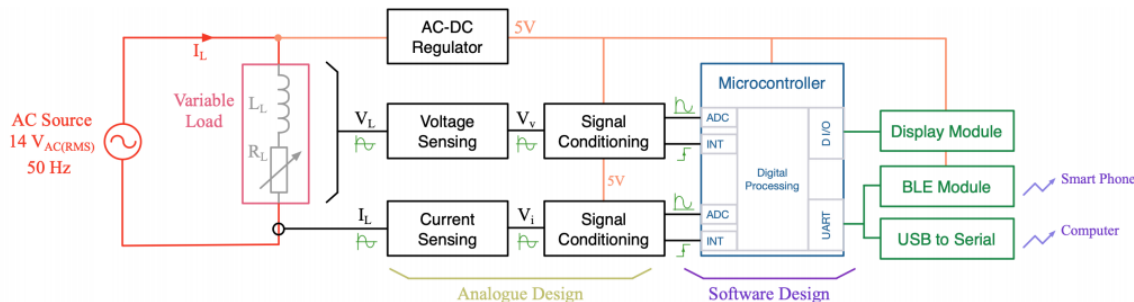 AC-DC
Regulator
5V
I_L
AC Source
14 V_AC(RMS)
50 Hz
Variable
Load
L_L
R_L
V_L
Voltage
Sensing
V_v
Signal
Conditioning
5V
I_L
Current
Sensing
V_i
Signal
Conditioning
Microcontroller
ADC
INT
ADC
INT
Digital
Processing
D I/O
UART
Display Module
BLE Module
USB to Serial
Smart Phone
Computer
Analogue Design
Software Design